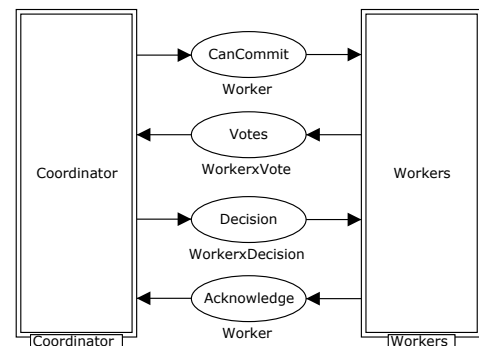 CanCommit
Worker
Votes
WorkerxVote
Coordinator
Workers
Decision
WorkerxDecision
Acknowledge
Worker
Coordinator
Workers